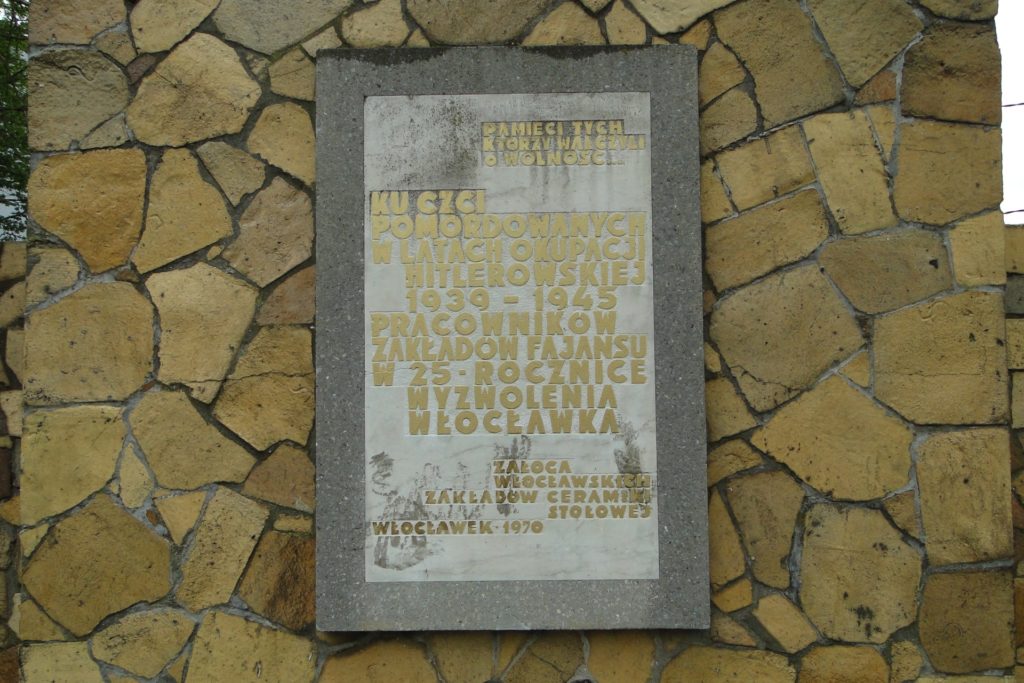 PAMIĘCI TYCH
KTÓRZY WALCZYLI
O WOLNOŚĆ...
KU CZCI
POMORDOWANYCH
W LATACH OKUPACJI
HITLEROWSKIEJ
1939 - 1945
PRACOWNIKÓW
ZAKŁADÓW FAJANSU
W 25-ROCZNICE
WYZWOLENIA
WŁOCŁAWKA
ZAŁOGA
WŁOCŁAWSKICH
ZAKŁADÓW CERAMIKI
STOŁOWEJ
WŁOCŁAWEK·1970